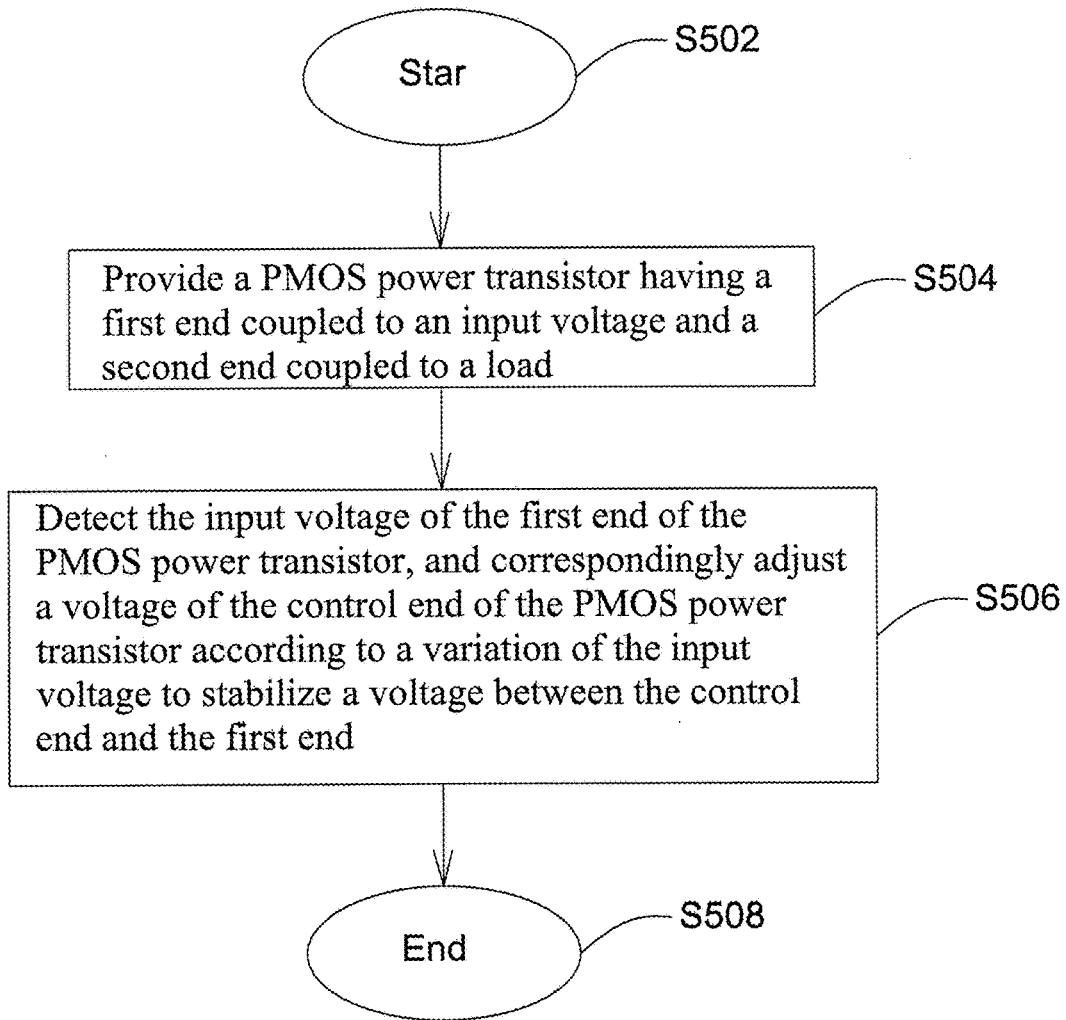 Star
S502
Provide a PMOS power transistor having a
first end coupled to an input voltage and a
second end coupled to a load
S504
Detect the input voltage of the first end of the
PMOS power transistor, and correspondingly adjust
a voltage of the control end of the PMOS power
transistor according to a variation of the input
voltage to stabilize a voltage between the control
end and the first end
S506
End
S508